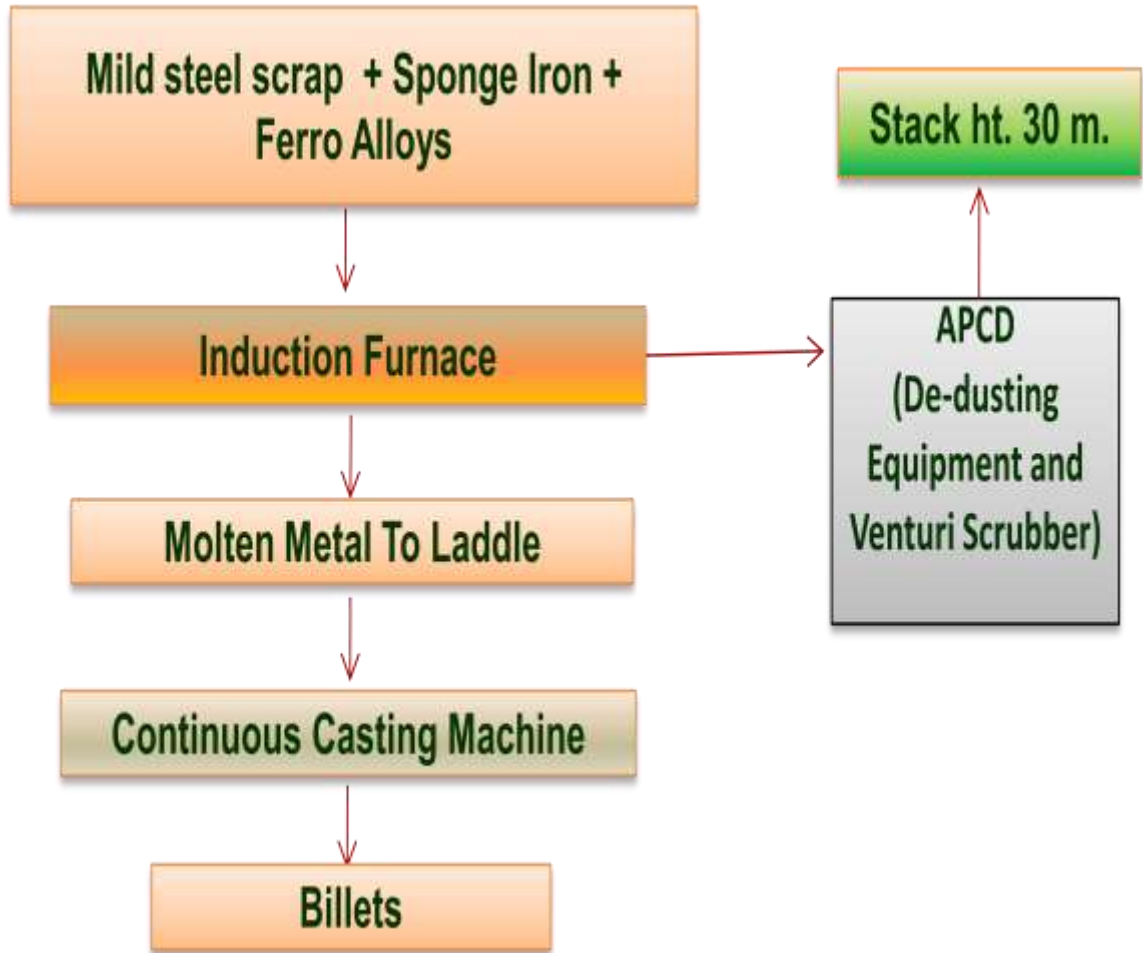 Mild steel scrap + Sponge Iron +
Ferro Alloys
Stack ht. 30 m.
Induction Furnace
APCD
(De-dusting
Equipment and
Venturi Scrubber)
Molten Metal To Laddle
Continuous Casting Machine
Billets